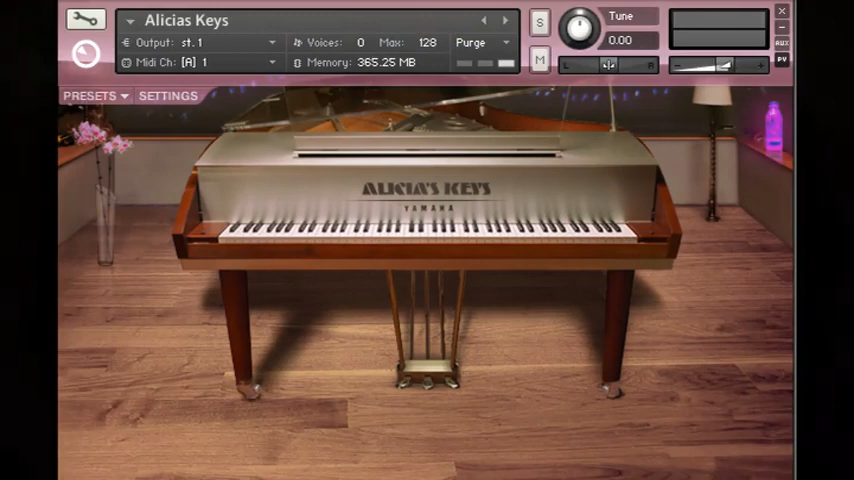 Alicias Keys
Output: st.1
Voices: 0 Max: 128
Purge
Midi Ch: [A] 1
Memory: 365.25 MB
S
M
Tune
0.00
L R
- +
AUX
PV
PRESETS SETTINGS
ALICIA'S KEYS
YAMAHA